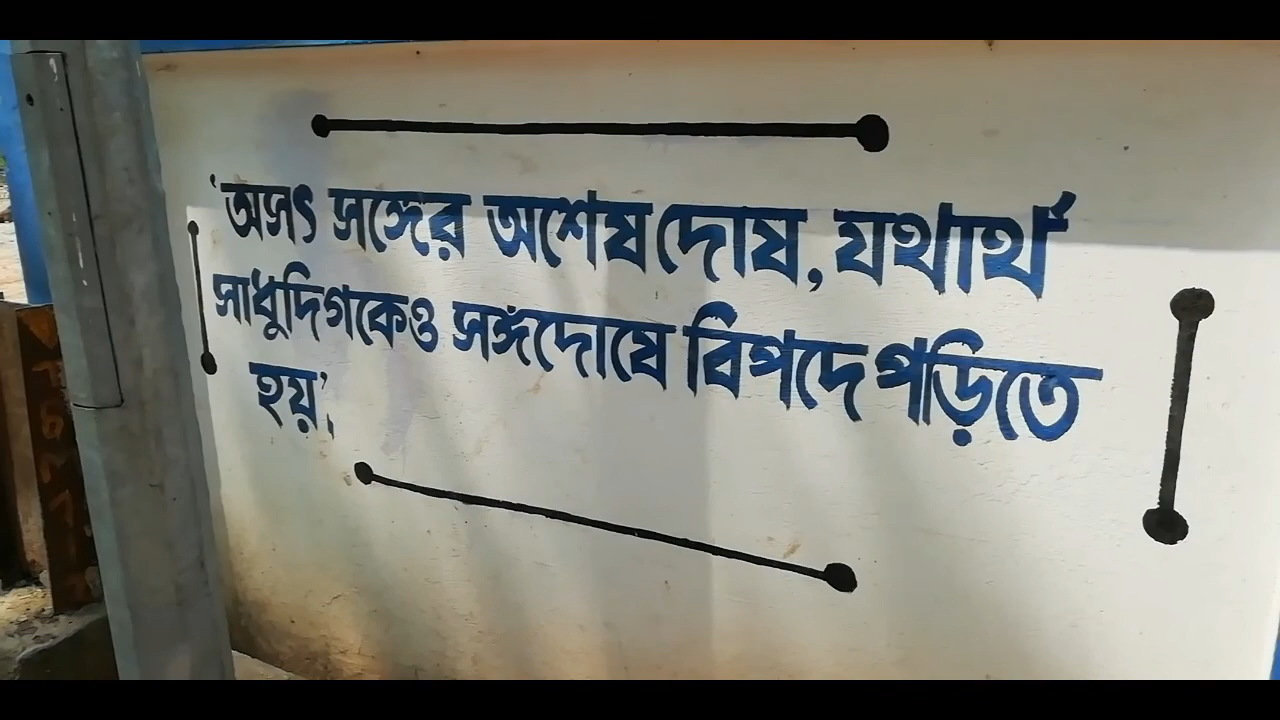 'অসৎ সঙ্গের অশেষ দোষ, যথার্থ
সাধুদিগকেও সঙ্গদোষে বিপদে পড়িতে
হয়'.